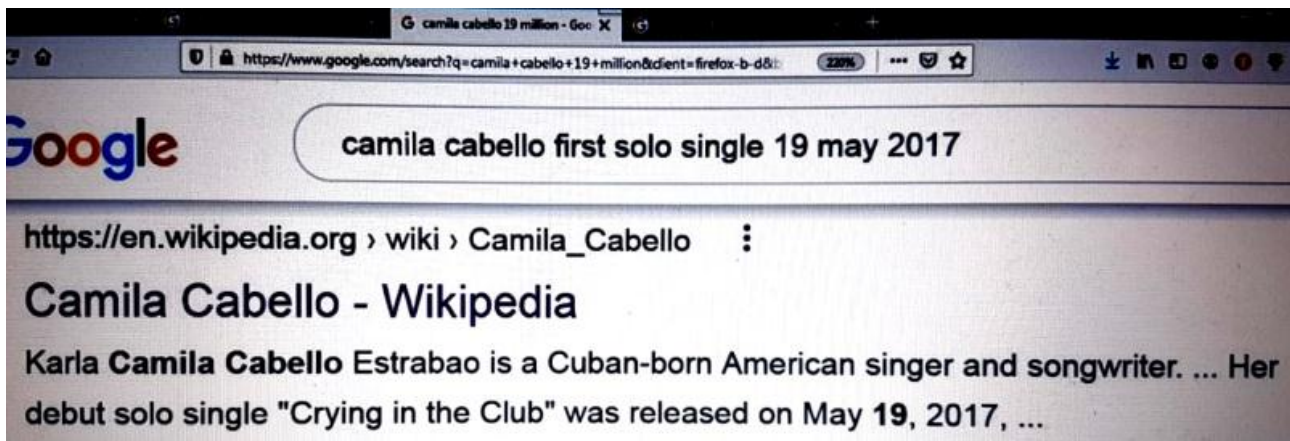 G camila cabello 19 million - Goo X
https://www.google.com/search?q=camila+cabello+19+million&client=firefox-b-d&
220%
Google
camila cabello first solo single 19 may 2017
https://en.wikipedia.org › wiki › Camila_Cabello
Camila Cabello - Wikipedia
Karla Camila Cabello Estrabao is a Cuban-born American singer and songwriter. ... Her
debut solo single "Crying in the Club" was released on May 19, 2017, ...